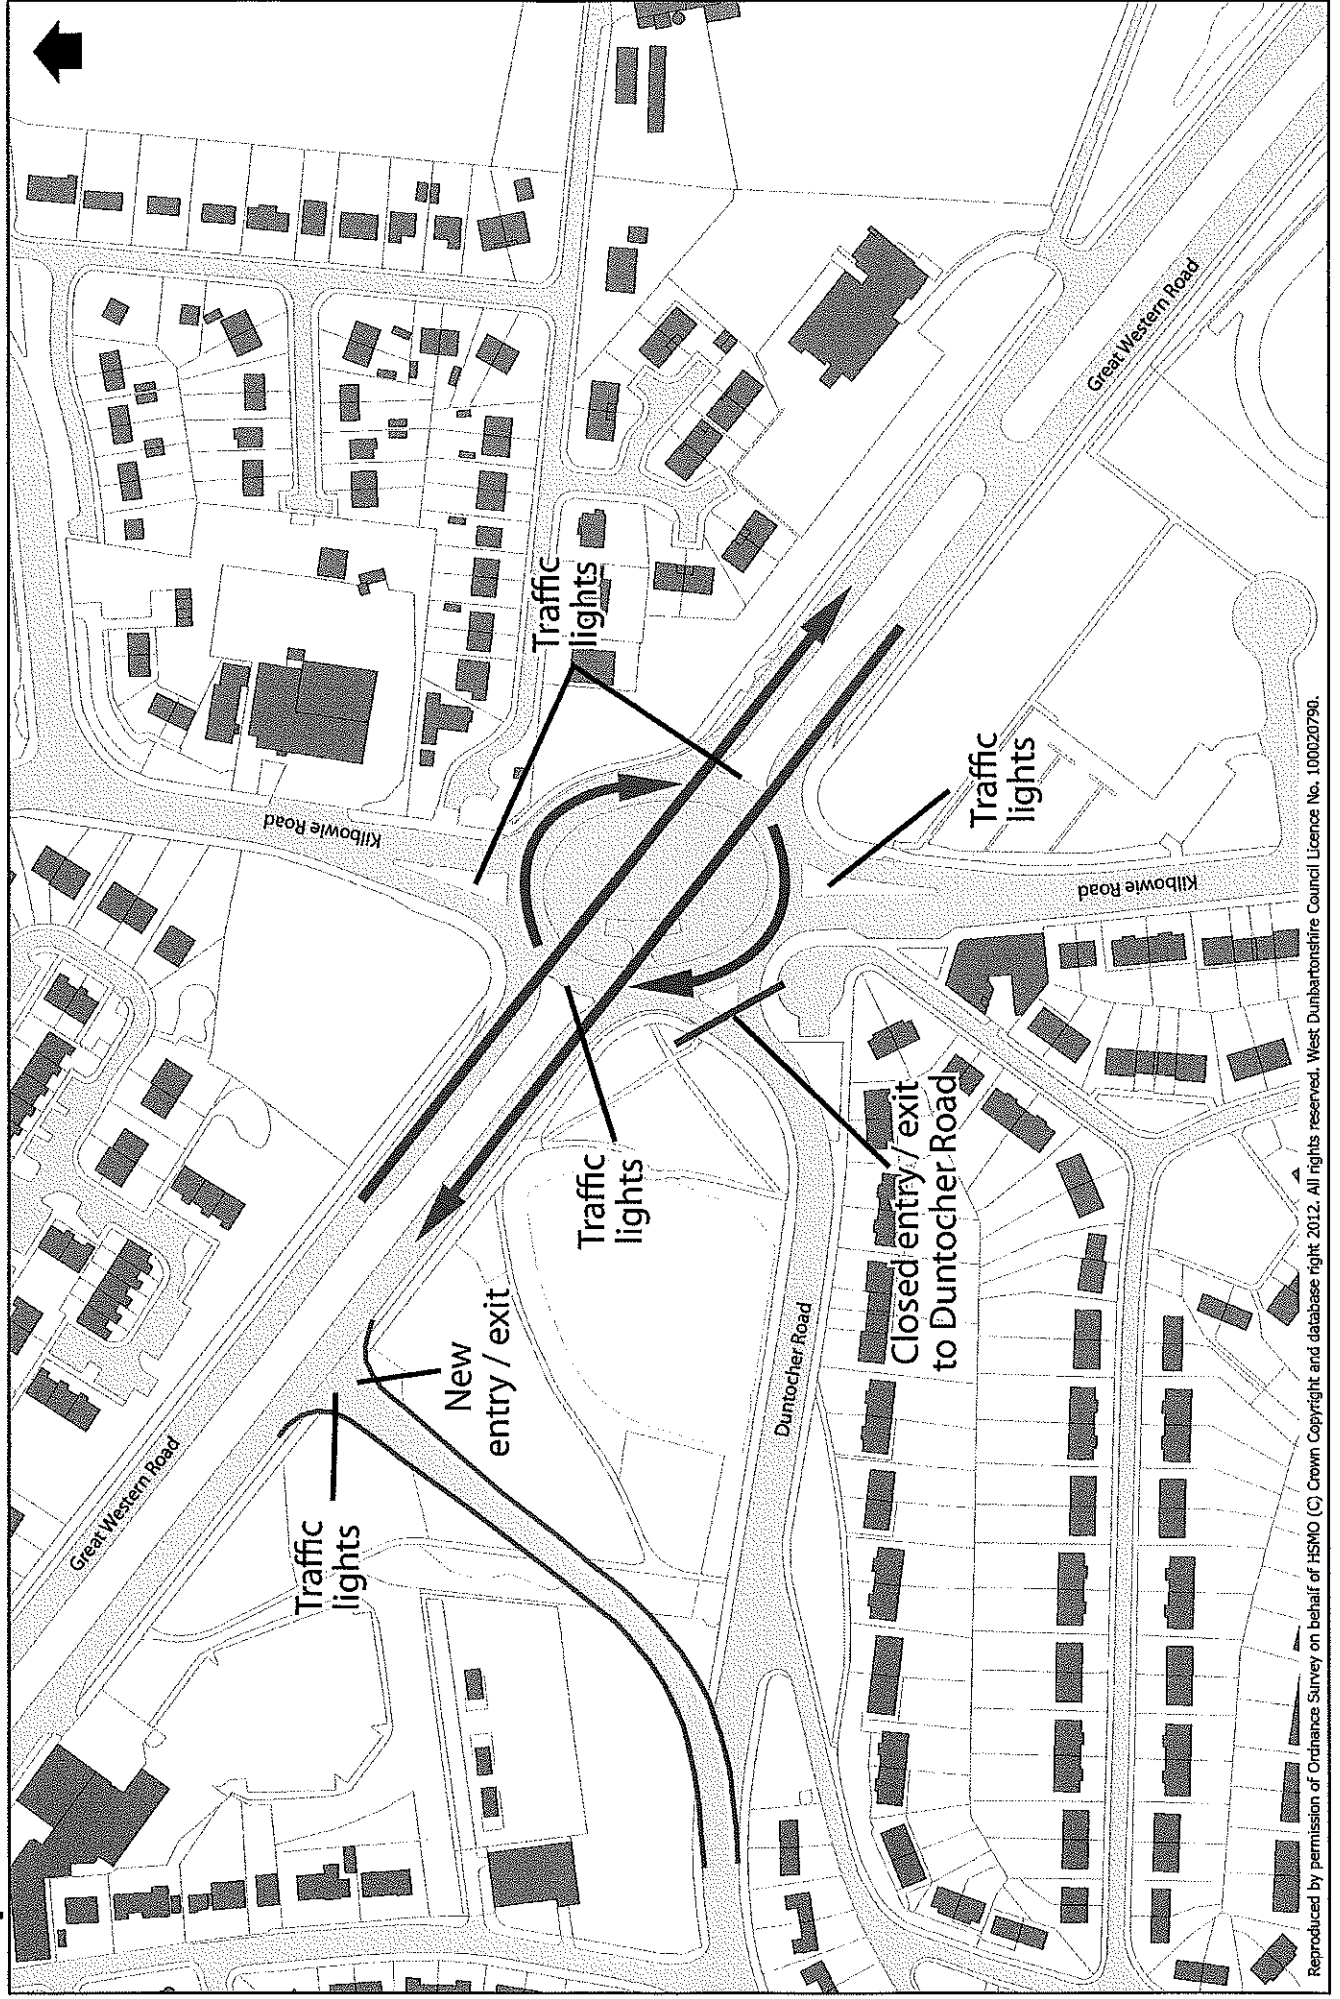 Great Western Road
Traffic
lights
New
entry / exit
Traffic
lights
Kilbowie Road
Traffic
lights
Great Western Road
Duntocher Road
Closed entry / exit
to Duntocher Road
Traffic
lights
Kilbowie Road
Reproduced by permission of Ordnance Survey on behalf of HSMO (C) Crown Copyright and database right 2012. All rights reserved. West Dunbartonshire Council Licence No. 100020790.